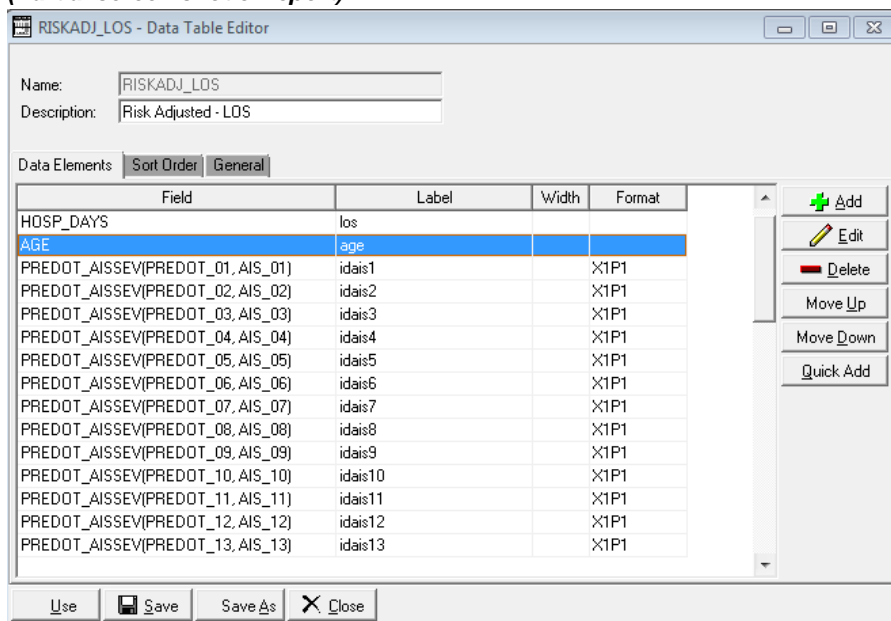 RISKADJ_LOS - Data Table Editor
Name: RISKADJ_LOS
Description: Risk Adjusted - LOS
Data Elements Sort Order General
Field Label Width Format
HOSP_DAYS los
AGE age
PREDOT_AISSEV(PREDOT_01, AIS_01) idais1 X1P1
PREDOT_AISSEV(PREDOT_02, AIS_02) idais2 X1P1
PREDOT_AISSEV(PREDOT_03, AIS_03) idais3 X1P1
PREDOT_AISSEV(PREDOT_04, AIS_04) idais4 X1P1
PREDOT_AISSEV(PREDOT_05, AIS_05) idais5 X1P1
PREDOT_AISSEV(PREDOT_06, AIS_06) idais6 X1P1
PREDOT_AISSEV(PREDOT_07, AIS_07) idais7 X1P1
PREDOT_AISSEV(PREDOT_08, AIS_08) idais8 X1P1
PREDOT_AISSEV(PREDOT_09, AIS_09) idais9 X1P1
PREDOT_AISSEV(PREDOT_10, AIS_10) idais10 X1P1
PREDOT_AISSEV(PREDOT_11, AIS_11) idais11 X1P1
PREDOT_AISSEV(PREDOT_12, AIS_12) idais12 X1P1
PREDOT_AISSEV(PREDOT_13, AIS_13) idais13 X1P1
Add
Edit
Delete
Move Up
Move Down
Quick Add
Use Save Save As Close